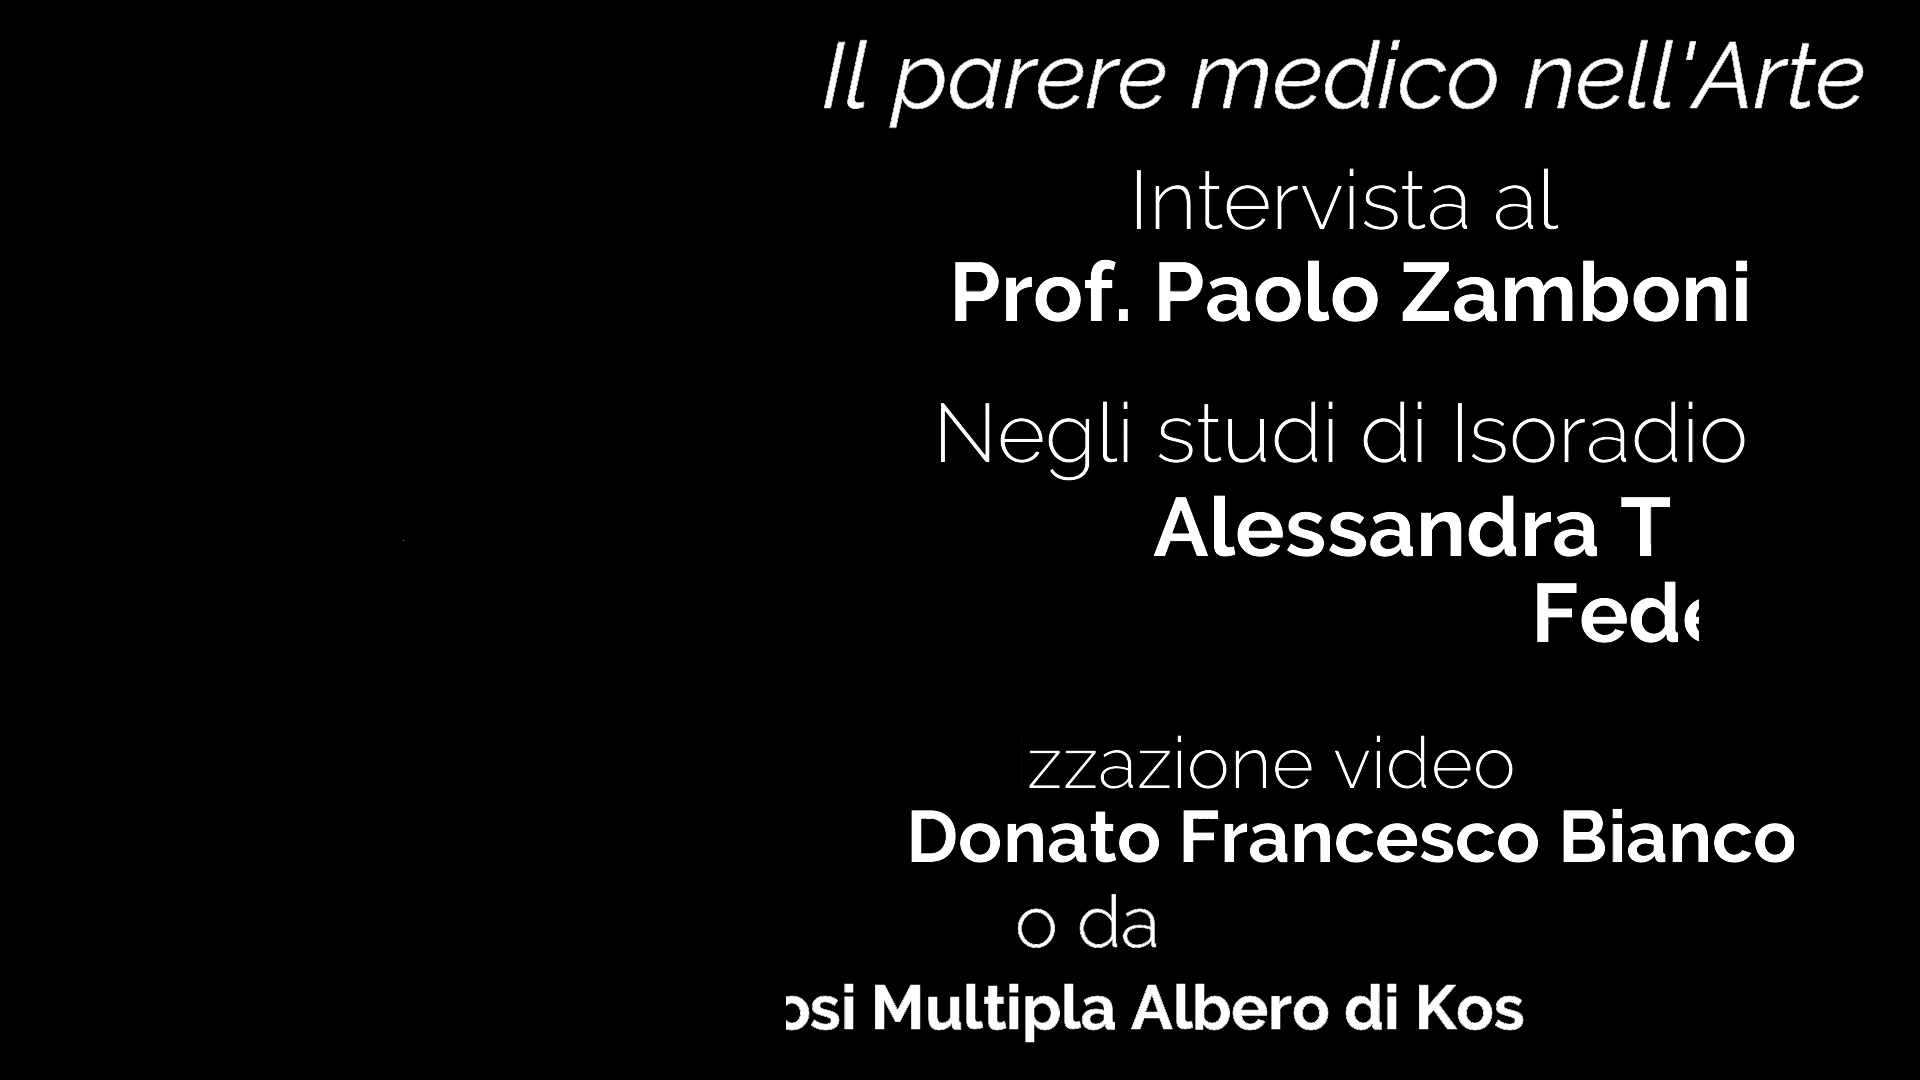 Il parere medico nell'Arte
Intervista al
Prof. Paolo Zamboni
Negli studi di Isoradio
Alessandra T
Fed
zzazione video
Donato Francesco Bianco
o da
osi Multipla Albero di Kos